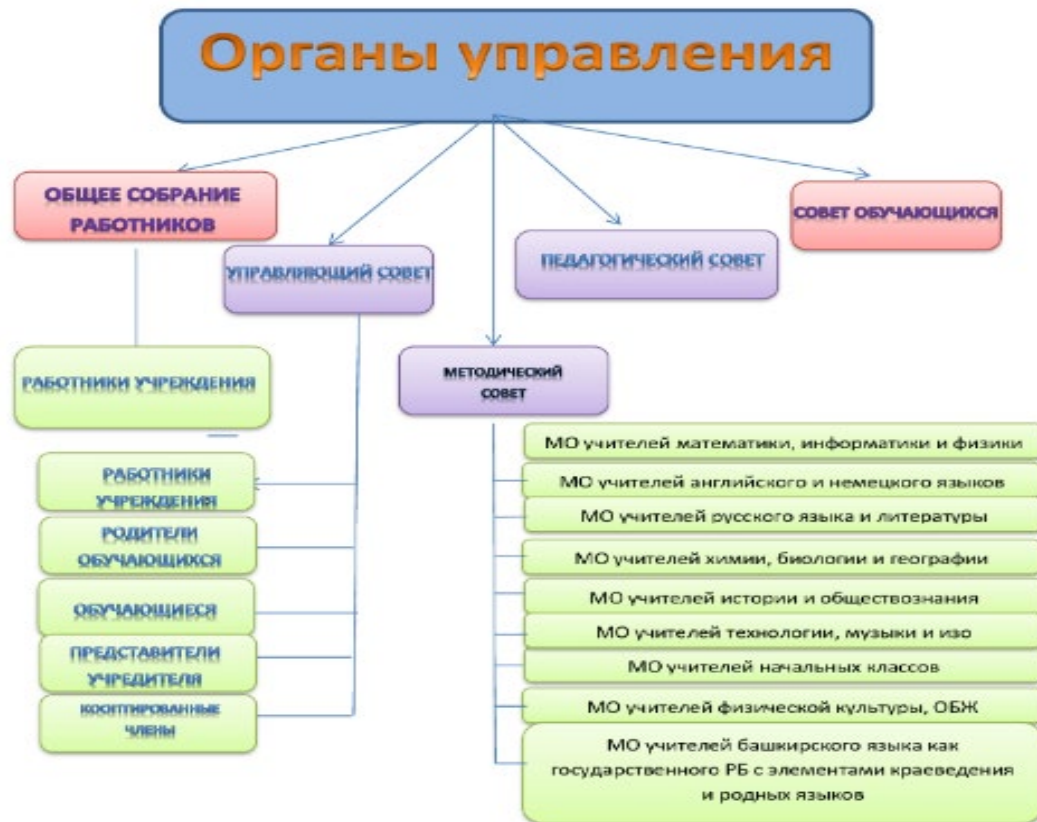 Органы управления
ОБЩЕЕ СОБРАНИЕ
РАБОТНИКОВ
СОВЕТ ОБУЧАЮЩИХСЯ
УПРАВЛЯЮЩИЙ СОВЕТ
ПЕДАГОГИЧЕСКИЙ СОВЕТ
РАБОТНИКИ УЧРЕЖДЕНИЯ
МЕТОДИЧЕСКИЙ
СОВЕТ
РАБОТНИКИ
УЧРЕЖДЕНИЯ
РОДИТЕЛИ
ОБУЧАЮЩИХСЯ
ОБУЧАЮЩИЕСЯ
ПРЕДСТАВИТЕЛИ
УЧРЕДИТЕЛЯ
КООПТИРОВАННЫЕ
ЧЛЕНЫ
МО учителей математики, информатики и физики
МО учителей английского и немецкого языков
МО учителей русского языка и литературы
МО учителей химии, биологии и географии
МО учителей истории и обществознания
МО учителей технологии, музыки и изо
МО учителей начальных классов
МО учителей физической культуры, ОБЖ
МО учителей башкирского языка как
государственного РБ с элементами краеведения
и родных языков